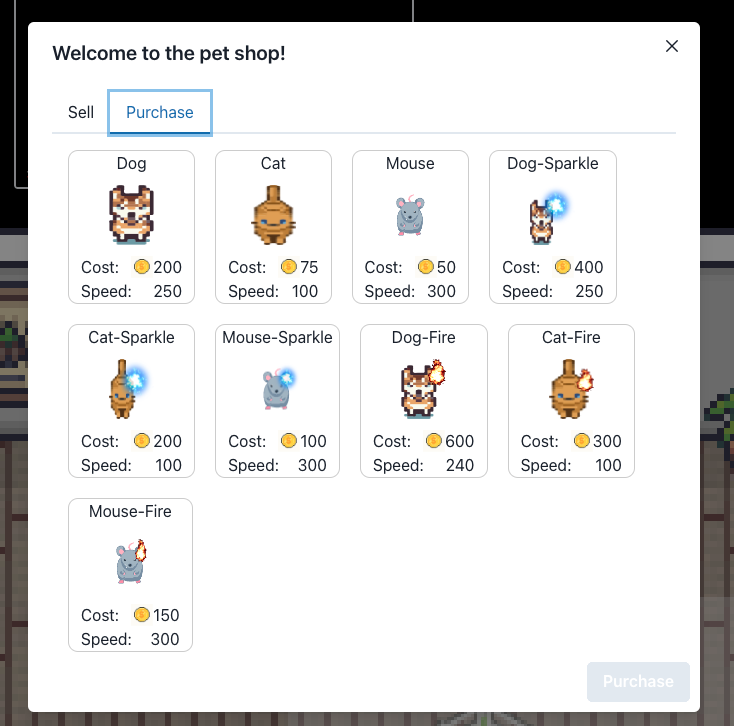 Welcome to the pet shop!
Sell Purchase
Dog Cat Mouse Dog-Sparkle
Cost: 200 Cost: 75 Cost: 50 Cost: 400
Speed: 250 Speed: 100 Speed: 300 Speed: 250
Cat-Sparkle Mouse-Sparkle Dog-Fire Cat-Fire
Cost: 200 Cost: 100 Cost: 600 Cost: 300
Speed: 100 Speed: 300 Speed: 240 Speed: 100
Mouse-Fire
Cost: 150
Speed: 300
Purchase